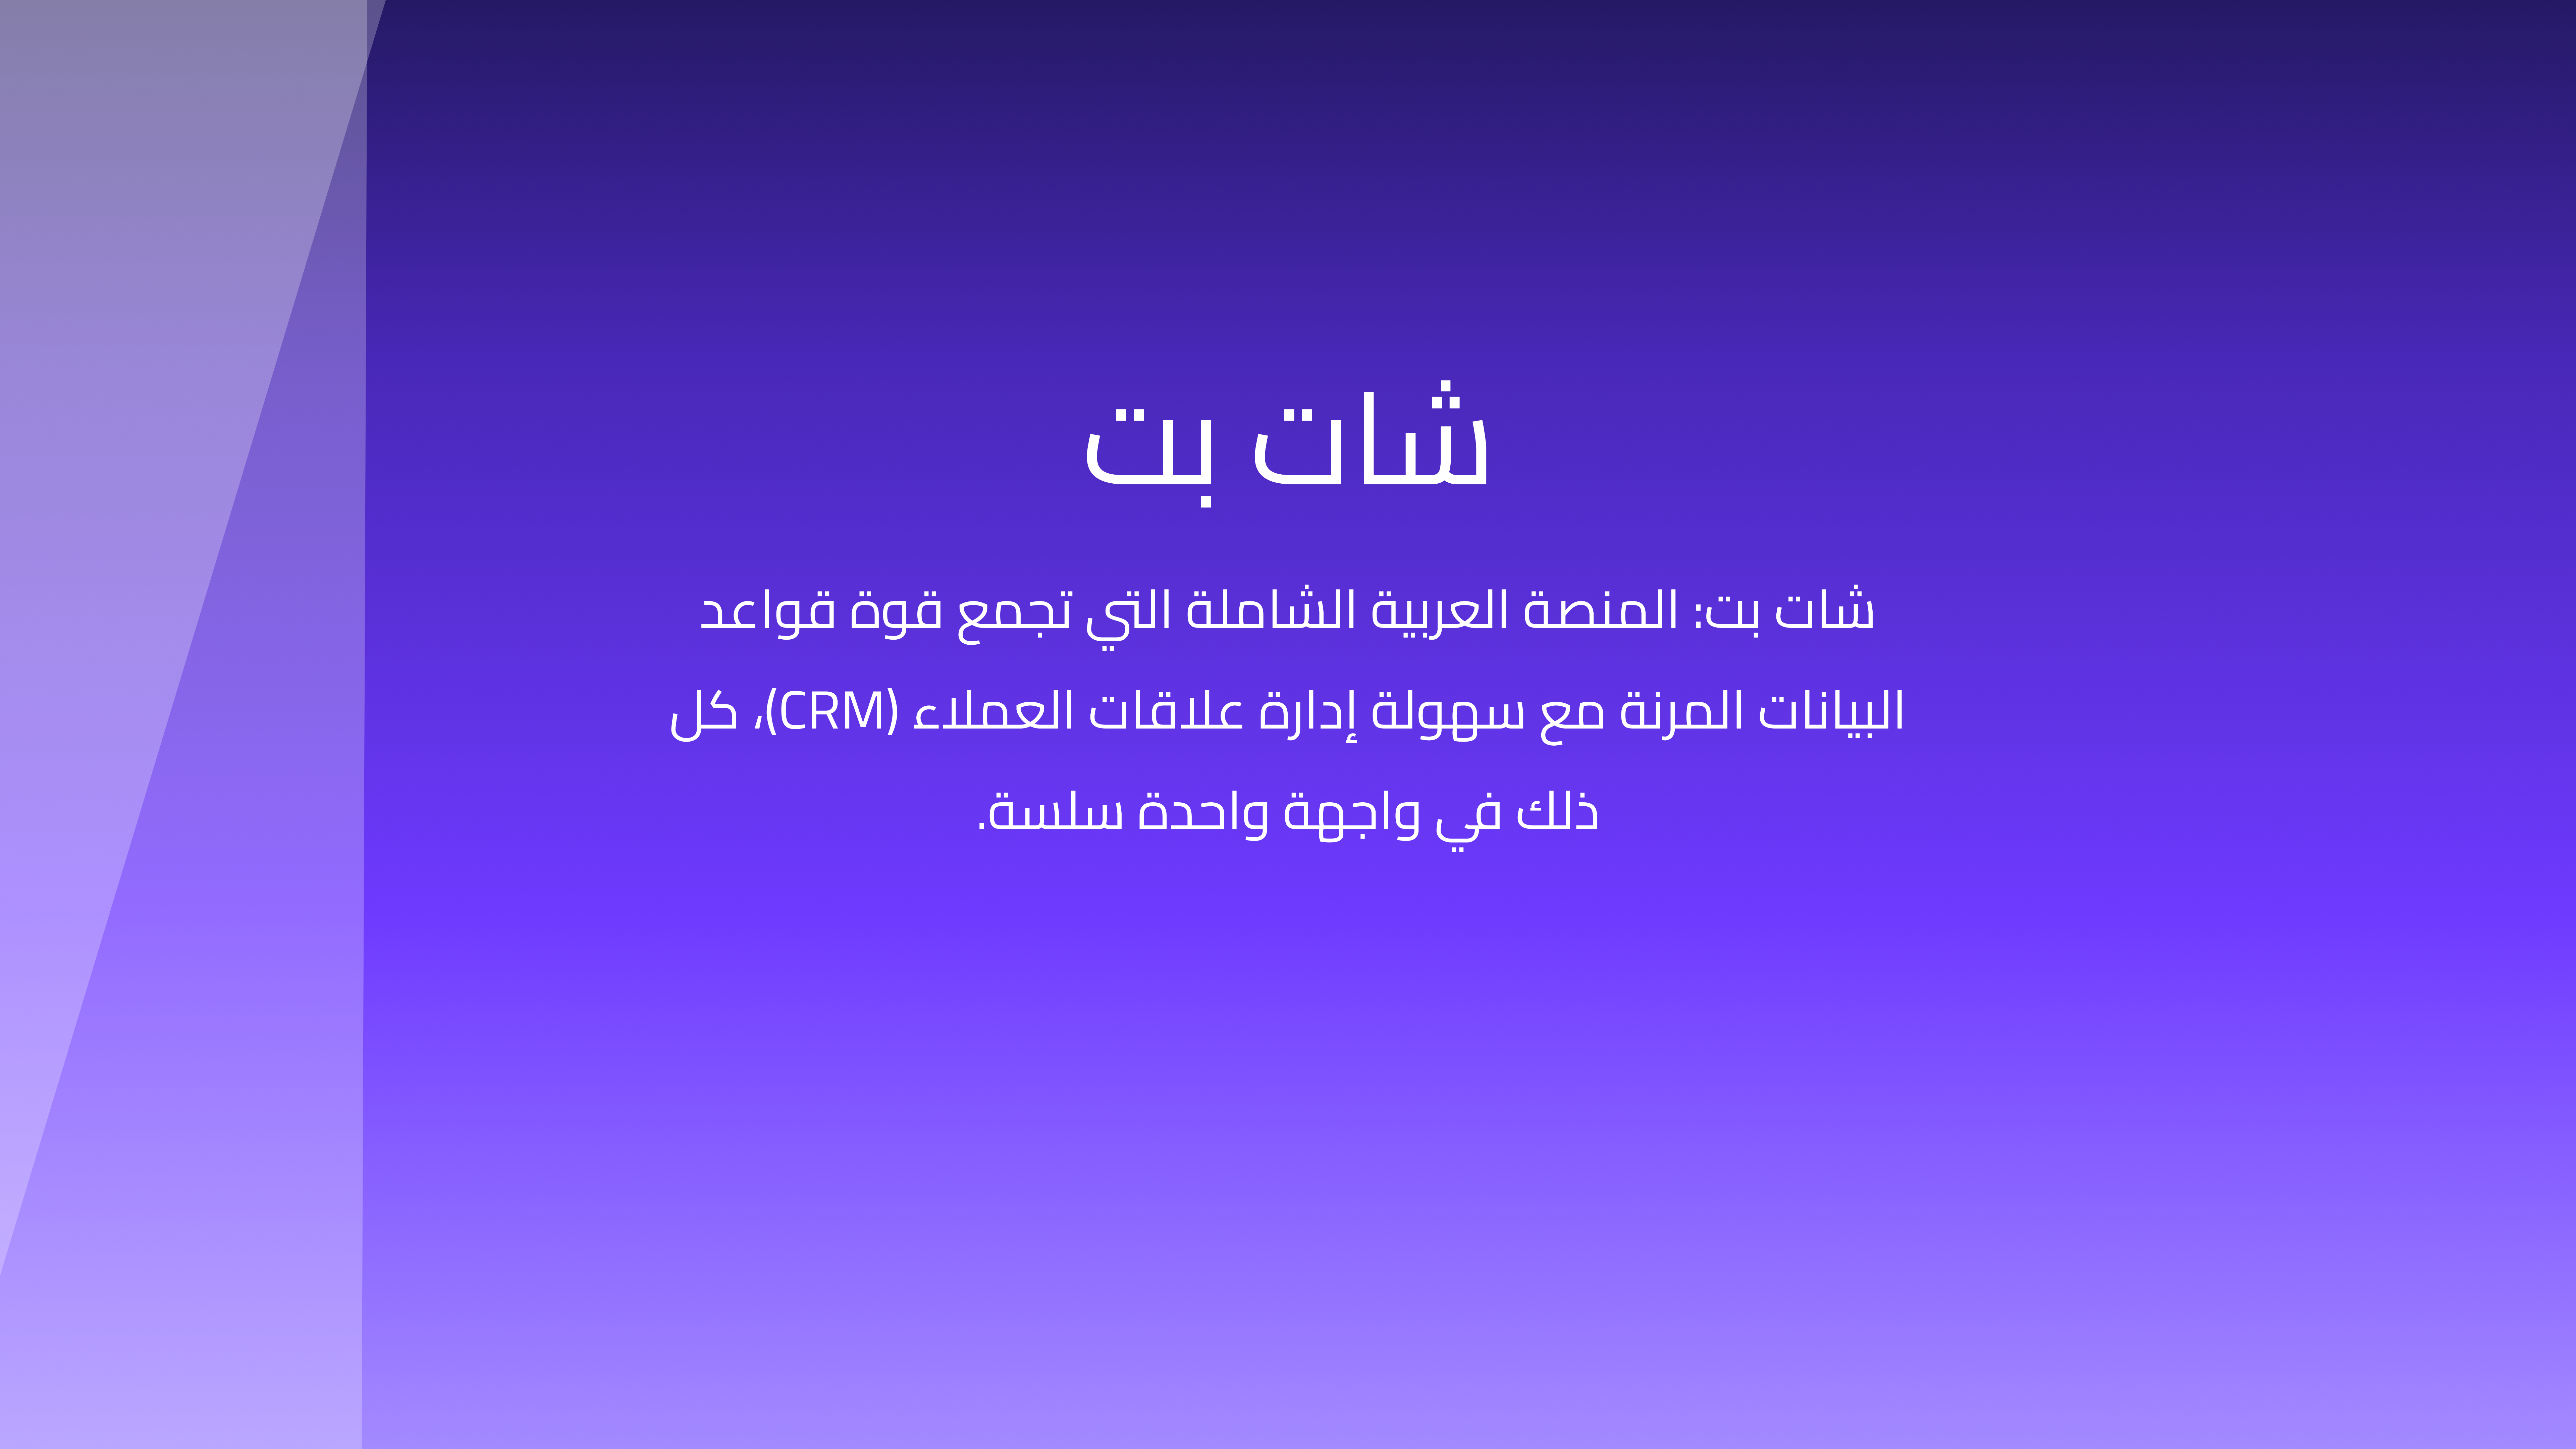 شات بت
شات بت: المنصة العربية الشاملة التي تجمع قوة قواعد
البيانات المرنة مع سهولة إدارة علاقات العملاء (CRM)، كل
ذلك في واجهة واحدة سلسة.